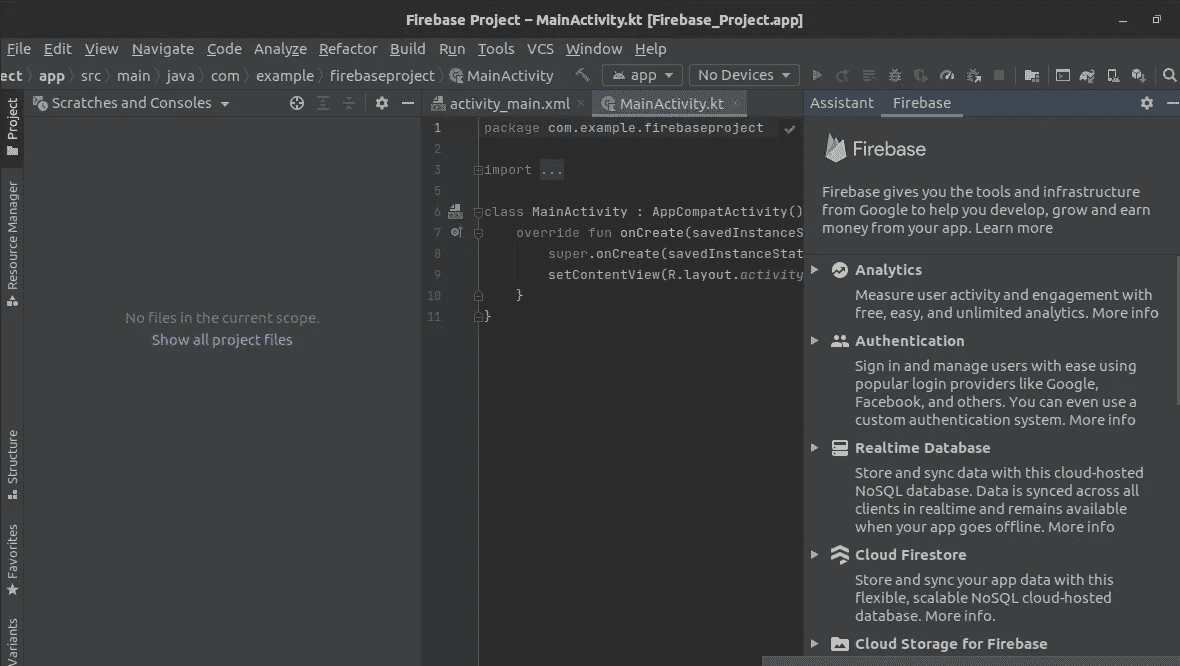 Firebase Project – MainActivity.kt [Firebase_Project.app]
File Edit View Navigate Code Analyze Refactor Build Run Tools VCS Window Help
ect app src main java com example firebaseproject MainActivity app No Devices
Project
Resource Manager
Structure
Favorites
Variants
Scratches and Consoles
No files in the current scope.
Show all project files
activity_main.xml MainActivity.kt
1 package com.example.firebaseproject
2
3 import ...
5
6 class MainActivity : AppCompatActivity()
7 override fun onCreate(savedInstanceS
8 super.onCreate(savedInstanceStat
9 setContentView(R.layout.activity
10 }
11 }
Assistant Firebase
Firebase
Firebase gives you the tools and infrastructure
from Google to help you develop, grow and earn
money from your app. Learn more
Analytics
Measure user activity and engagement with
free, easy, and unlimited analytics. More info
Authentication
Sign in and manage users with ease using
popular login providers like Google,
Facebook, and others. You can even use a
custom authentication system. More info
Realtime Database
Store and sync data with this cloud-hosted
NoSQL database. Data is synced across all
clients in realtime and remains available
when your app goes offline. More info
Cloud Firestore
Store and sync your app data with this
flexible, scalable NoSQL cloud-hosted
database. More info.
Cloud Storage for Firebase